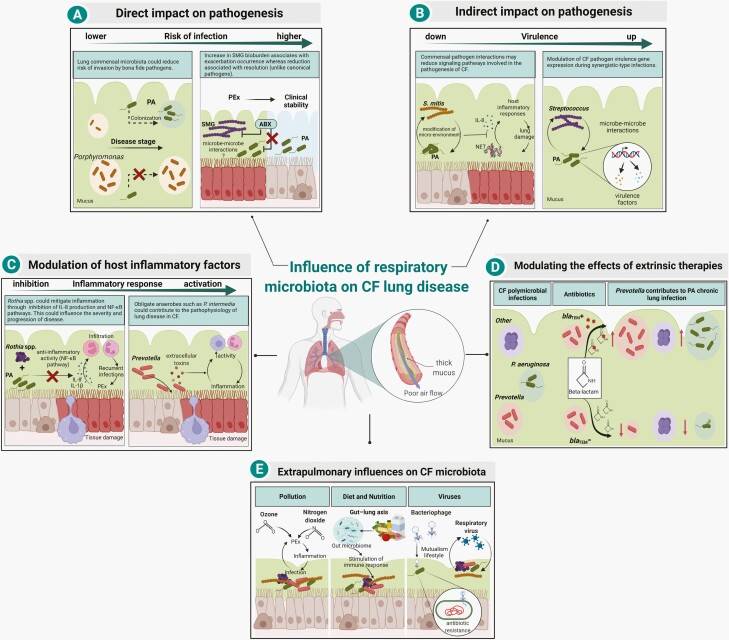 A
Direct impact on pathogenesis
lower
Risk of infection
higher
Lung commensal microbiota could reduce
risk of invasion by bona fide pathogens.
PA
Colonization
Disease stage
Porphyromonas
PA
Mucus
Increase in SMG bioburden associates with
exacerbation occurrence whereas reduction
associated with resolution (unlike canonical
pathogens).
PEx
Clinical
stability
SMG
ABX
microbe-microbe
interactions
PA
B
Indirect impact on pathogenesis
down
Virulence
up
Commensal pathogen interactions may
reduce signaling pathways involved in the
pathogenesis of CF.
S. mitis
IL-8
Host
inflammatory
responses
modification of
micro-environment
PA
NET
lung
damage
Modulation of CF pathogen virulence gene
expression during synergistic-type infections
Streptococcus
microbe-microbe
interactions
PA
virulence
factors
Mucus
C
Modulation of host inflammatory factors
inhibition
Inflammatory response
activation
Rothia spp. could mitigate inflammation
through inhibition of IL-8 production and NF-κB
pathways. This could influence the severity and
progression of disease.
Rothia spp.
+
PA
anti-inflammatory
activity (NF-κB
pathway)
IL-8
IL-10
Infiltration
Recurrent
infections
PEx
Tissue damage
Obligate anaerobes such as P. intermedia
could contribute to the pathophysiology of
lung disease in CF.
Prevotella
extracellular
toxins
activity
Inflammation
Tissue damage
Influence of respiratory
microbiota on CF lung disease
thick
mucus
Poor air flow
D
Modulating the effects of extrinsic therapies
CF polymicrobial
infections
Antibiotics
Prevotella contribute to PA chronic
lung infection
Other
P. aeruginosa
Prevotella
Mucus
NH
O
Beta-lactam
E
Extrapulmonary influences on CF microbiota
Pollution
Diet and Nutrition
Viruses
Ozone
Nitrogen
dioxide
PEx
Inflammation
Infection
Gut–lung axis
Gut microbiome
Stimulation of
immune response
Bacteriophage
Mutualism
lifestyle
Respiratory
virus
antibiotic
resistance